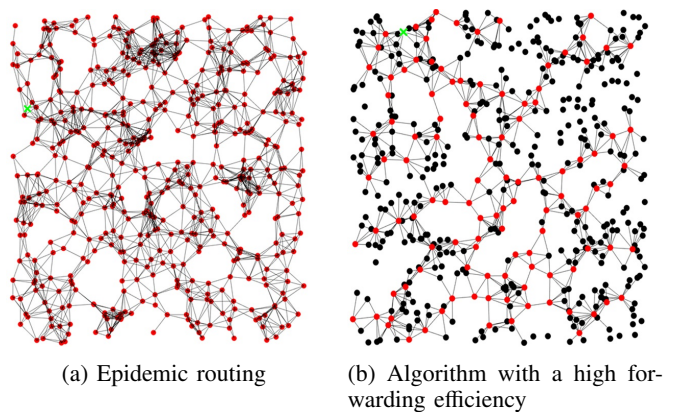 (a) Epidemic routing
(b) Algorithm with a high for-
warding efficiency